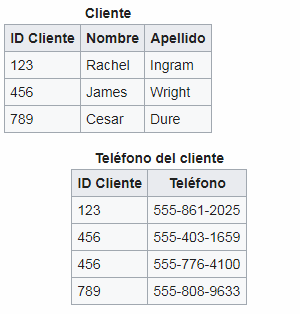 Cliente
ID Cliente Nombre Apellido
123 Rachel Ingram
456 James Wright
789 Cesar Dure
Teléfono del cliente
ID Cliente Teléfono
123 555-861-2025
456 555-403-1659
456 555-776-4100
789 555-808-9633